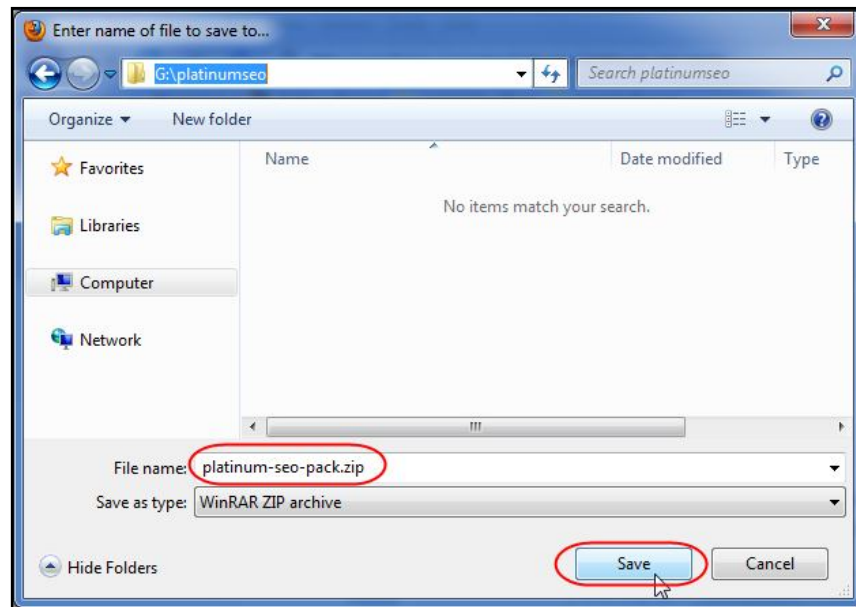 Enter name of file to save to...
G:\platinumseo
Search platinumseo
Organize
New folder
Name
Date modified
Type
Favorites
No items match your search.
Libraries
Computer
Network
File name: platinum-seo-pack.zip
Save as type: WinRAR ZIP archive
Hide Folders
Save
Cancel